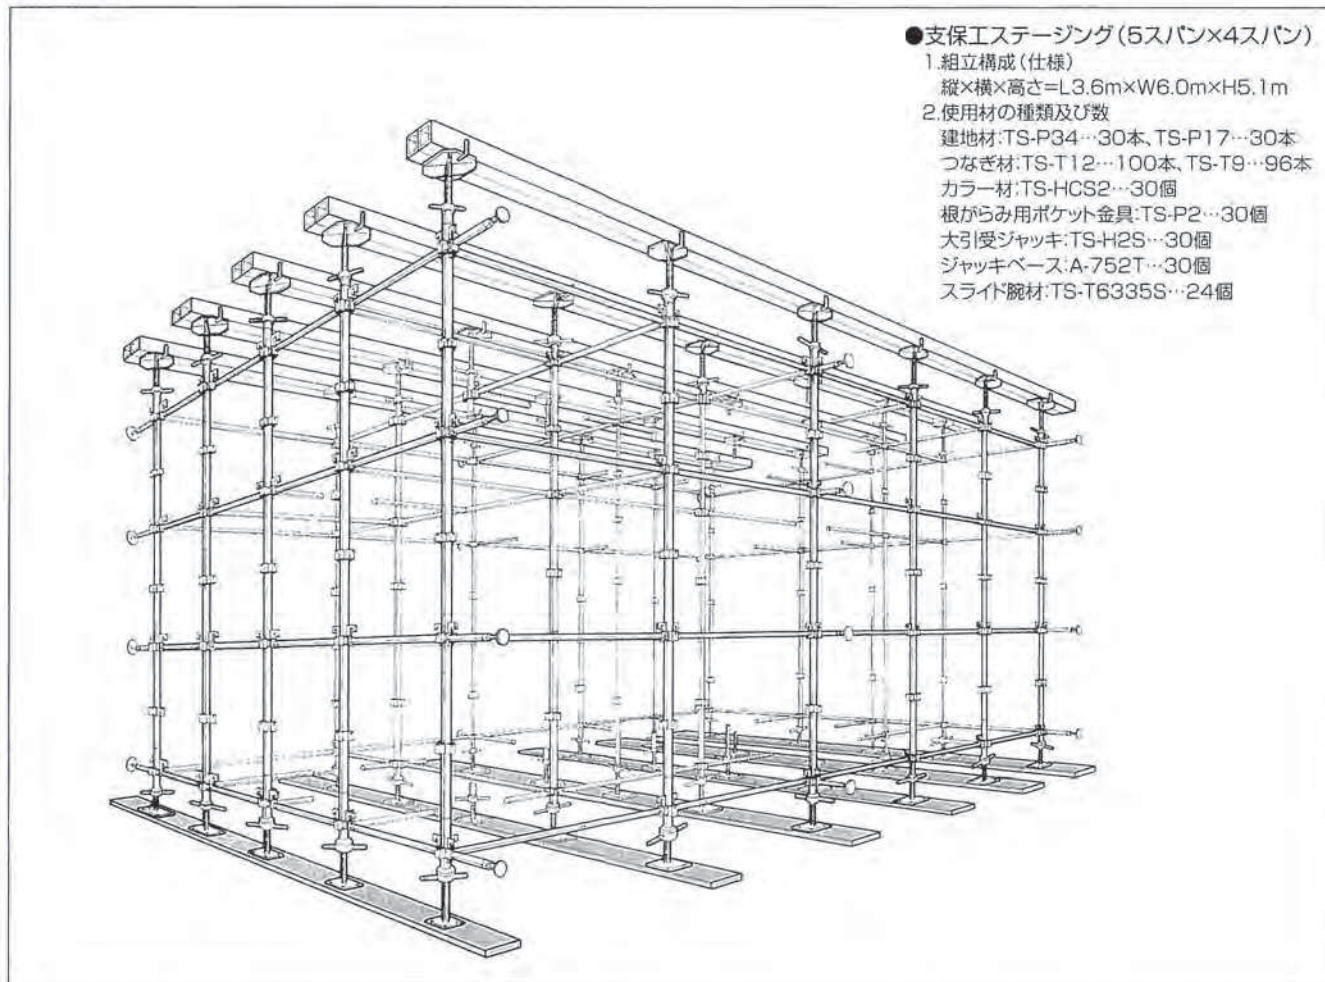 ●支保工ステージング(5スパン×4スパン)
1.組立構成(仕様)
縦×横×高さ=L3.6m×W6.0m×H5.1m
2.使用材の種類及び数
建地材:TS-P34…30本、TS-P17…30本
つなぎ材:TS-T12…100本、TS-T9…96本
カラー材:TS-HCS2…30個
根がらみ用ポケット金具:TS-P2…30個
大引受ジャッキ:TS-H2S…30個
ジャッキベース:A-752T…30個
スライド腕材:TS-T6335S…24個